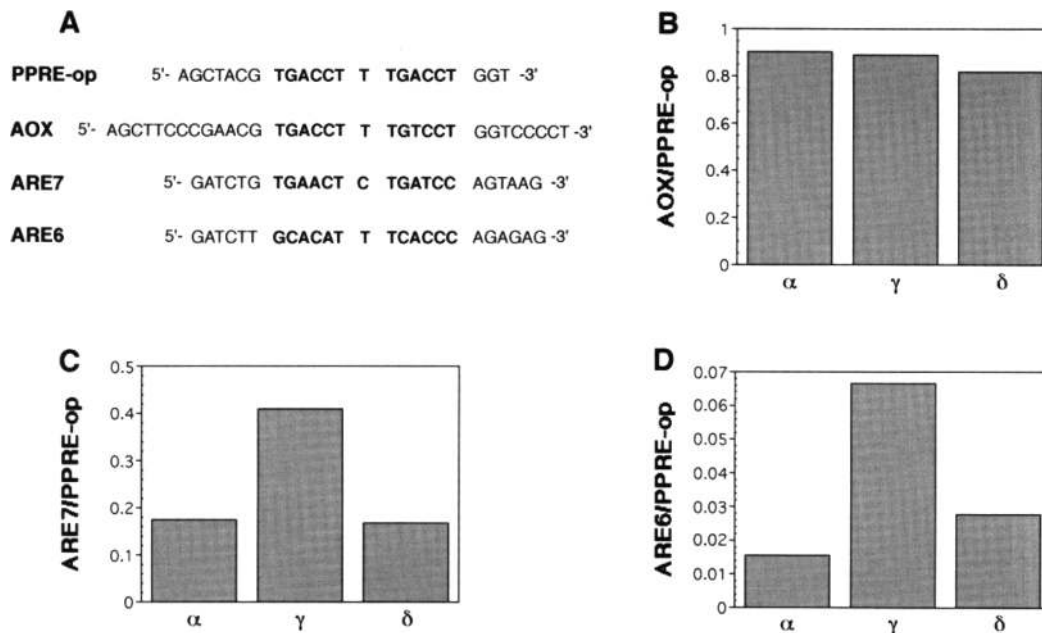 A
PPRE-op 5'- AGCTACG TGACCT T TGACCT GGT -3'
AOX 5'- AGCTTCCCGAACG TGACCT T TGTCCT GGTCCCCT -3'
ARE7 5'- GATCTG TGAACT C TGATCC AGTAAG -3'
ARE6 5'- GATCTT GCACAT T TCACCC AGAGAG -3'
B
AOX/PPRE-op
1
0.8
0.6
0.4
0.2
0
α γ δ
C
ARE7/PPRE-op
0.5
0.4
0.3
0.2
0.1
0
α γ δ
D
ARE6/PPRE-op
0.07
0.06
0.05
0.04
0.03
0.02
0.01
0
α γ δ